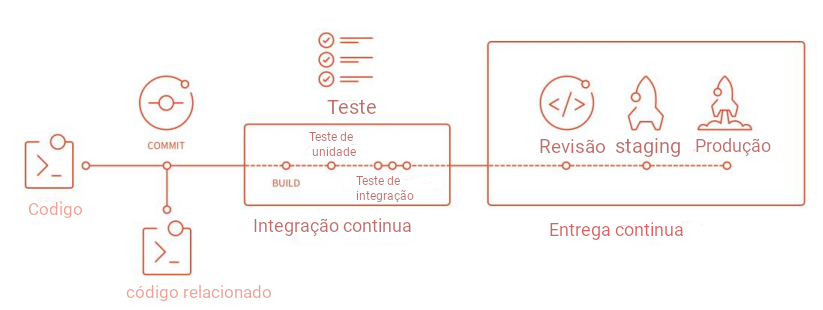 Teste
COMMIT
Teste de
unidade
Revisão
staging
Produção
BUILD
Teste de
integração
Codigo
Integração continua
Entrega continua
código relacionado